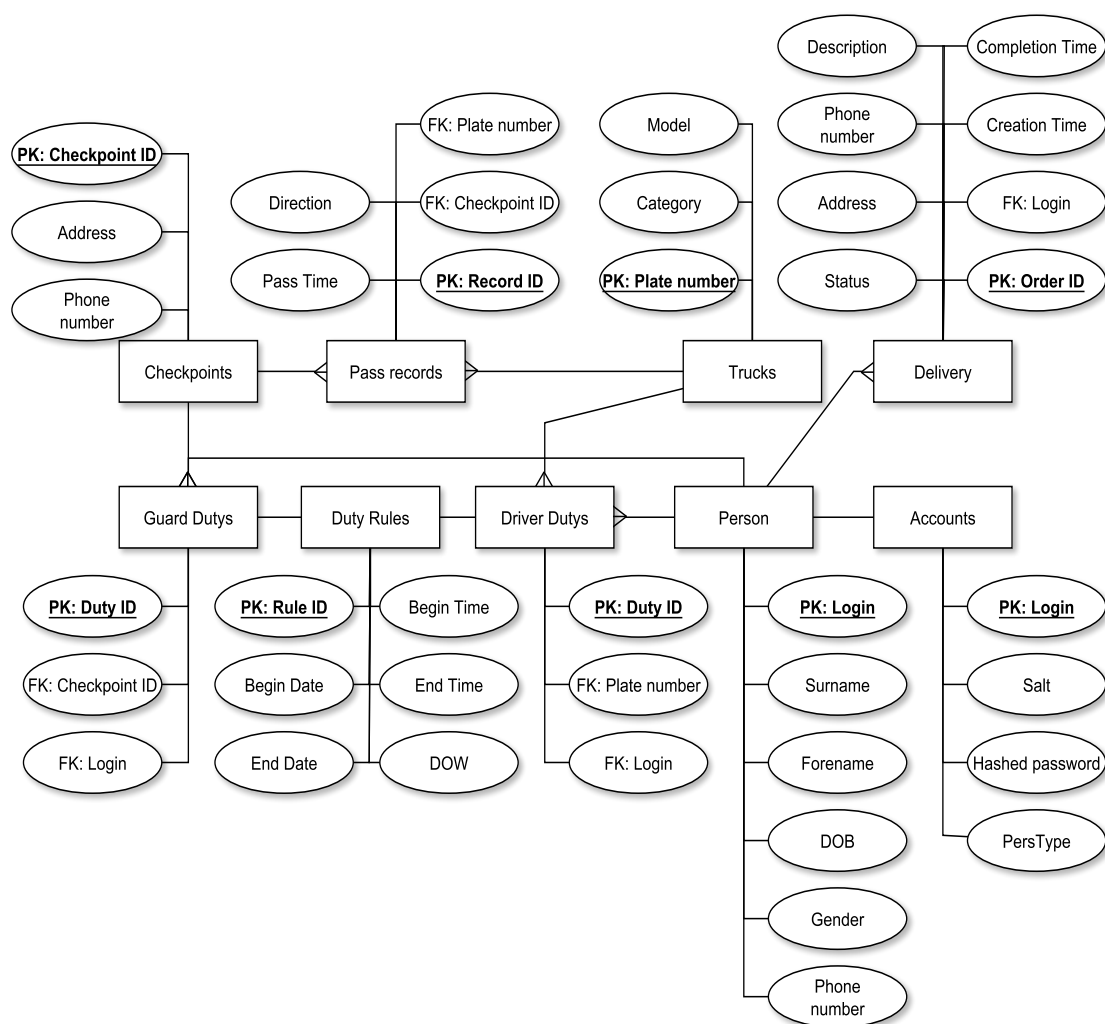 Description
Completion Time
FK: Plate number
Model
Phone
number
Creation Time
PK: Checkpoint ID
Direction
FK: Checkpoint ID
Category
Address
FK: Login
Address
Pass Time
PK: Record ID
PK: Plate number
Status
PK: Order ID
Phone
number
Checkpoints
Pass records
Trucks
Delivery
Guard Dutys
Duty Rules
Driver Dutys
Person
Accounts
PK: Duty ID
PK: Rule ID
Begin Time
PK: Duty ID
PK: Login
PK: Login
FK: Checkpoint ID
Begin Date
End Time
FK: Plate number
Surname
Salt
FK: Login
End Date
DOW
FK: Login
Forename
Hashed password
DOB
PersType
Gender
Phone
number